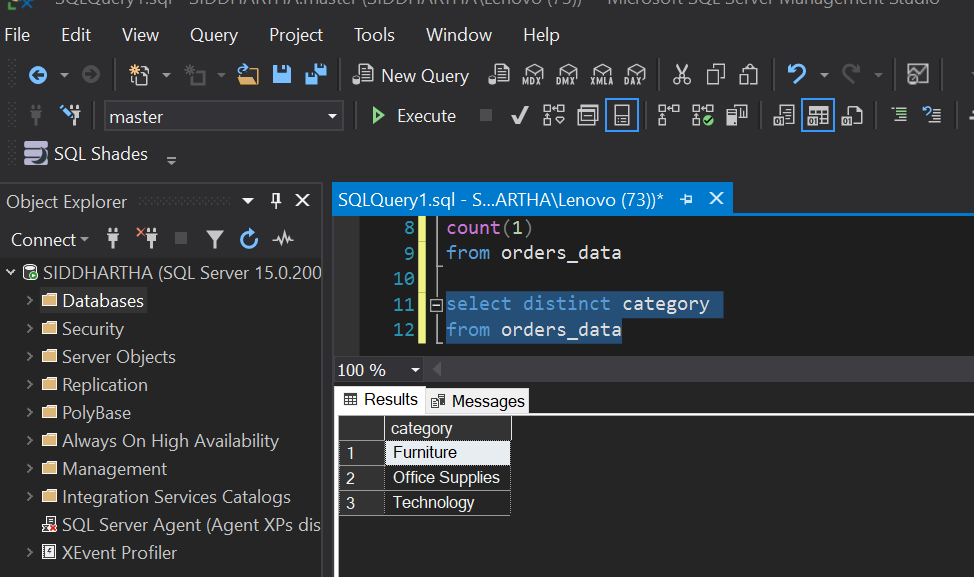 SQLQuery1.sql - SIDDHARTHA.master (SIDDHARTHA\Lenovo (73))* - Microsoft SQL Server Management Studio
File Edit View Query Project Tools Window Help
New Query MDX DMX XMLA DAX
master Execute
SQL Shades
Object Explorer
Connect
SIDDHARTHA (SQL Server 15.0.200
Databases
Security
Server Objects
Replication
PolyBase
Always On High Availability
Management
Integration Services Catalogs
SQL Server Agent (Agent XPs dis
XEvent Profiler
SQLQuery1.sql - S...ARTHA\Lenovo (73))*
8 count(1)
9 from orders_data
10
11 select distinct category
12 from orders_data
100 %
Results Messages
category
1 Furniture
2 Office Supplies
3 Technology